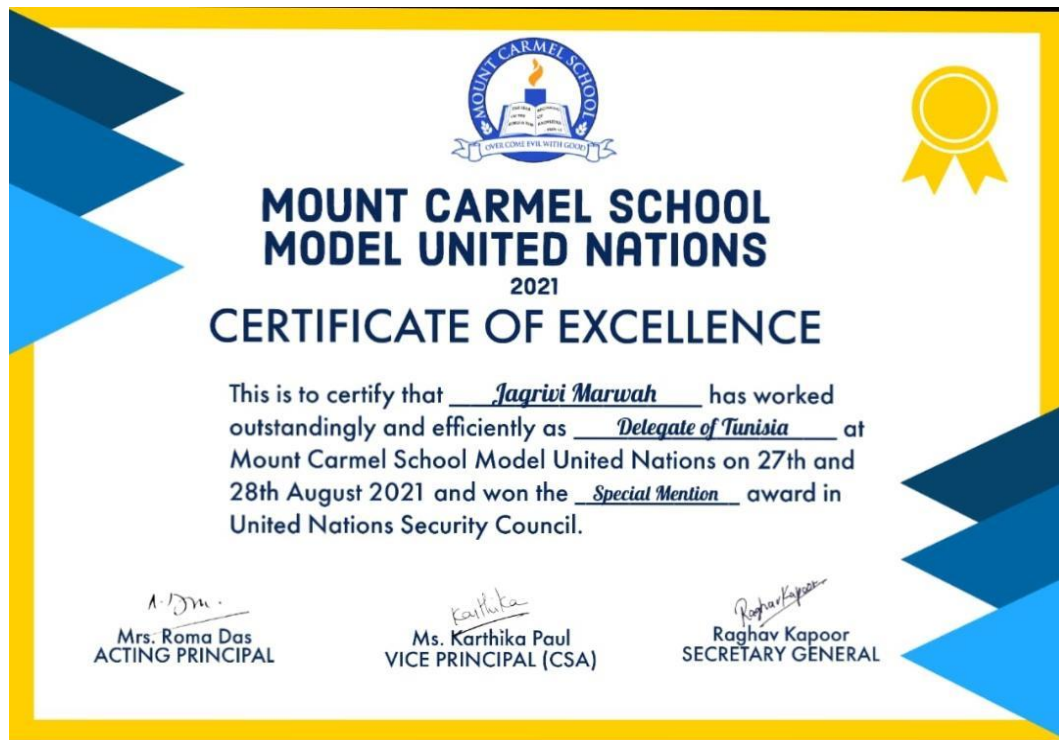 MOUNT CARMEL SCHOOL
OVER COME EVIL WITH GOOD
MOUNT CARMEL SCHOOL
MODEL UNITED NATIONS
2021
CERTIFICATE OF EXCELLENCE
This is to certify that Jagrivi Marwah has worked
outstandingly and efficiently as Delegate of Tunisia at
Mount Carmel School Model United Nations on 27th and
28th August 2021 and won the Special Mention award in
United Nations Security Council.
Karthika
Raghav Kapoor
Mrs. Roma Das
Ms. Karthika Paul
Raghav Kapoor
ACTING PRINCIPAL
VICE PRINCIPAL (CSA)
SECRETARY GENERAL